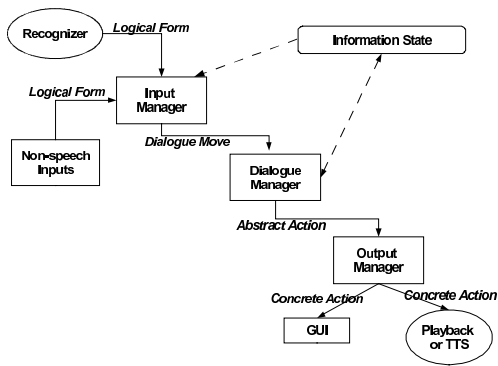 Recognizer
Logical Form
Information State
Logical Form
Input
Manager
Dialogue Move
Non-speech
Inputs
Dialogue
Manager
Abstract Action
Output
Manager
Concrete Action
Concrete Action
GUI
Playback
or TTS